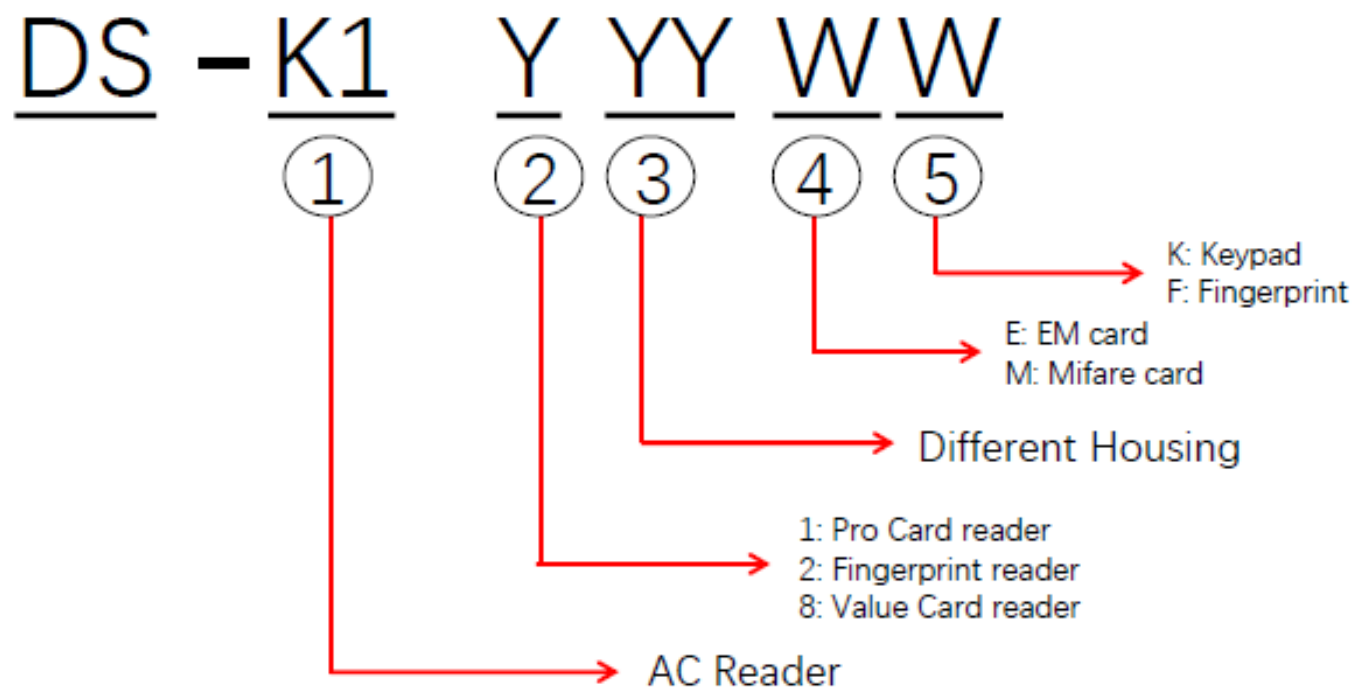 DS - K1 Y YY W W
1 2 3 4 5
K: Keypad
F: Fingerprint
E: EM card
M: Mifare card
Different Housing
1: Pro Card reader
2: Fingerprint reader
8: Value Card reader
AC Reader